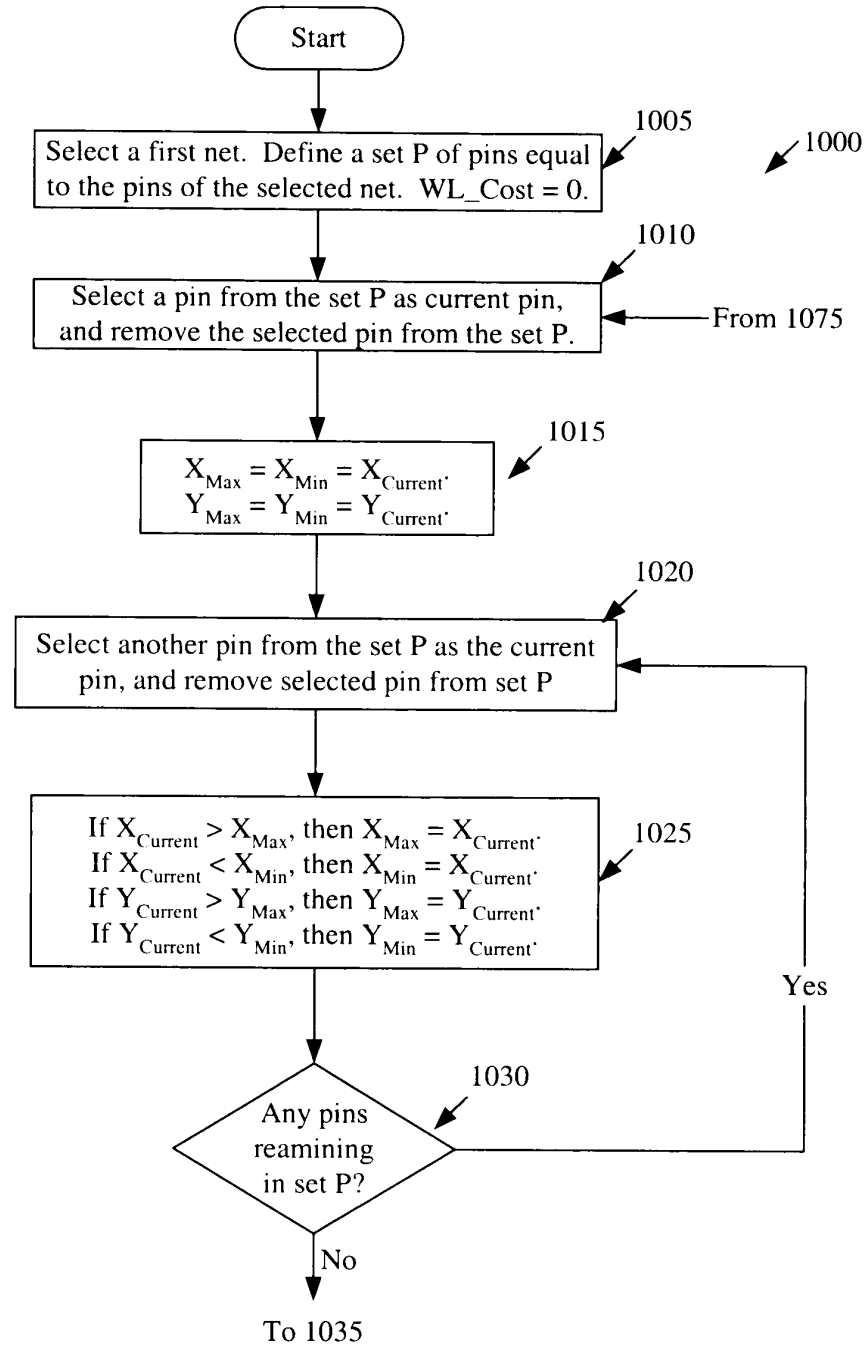 Start
1005
1000
Select a first net. Define a set P of pins equal
to the pins of the selected net. WL_Cost = 0.
1010
Select a pin from the set P as current pin,
and remove the selected pin from the set P.
From 1075
1015
X_Max = X_Min = X_Current.
Y_Max = Y_Min = Y_Current.
1020
Select another pin from the set P as the current
pin, and remove selected pin from set P
If X_Current > X_Max, then X_Max = X_Current.
If X_Current < X_Min, then X_Min = X_Current.
If Y_Current > Y_Max, then Y_Max = Y_Current.
If Y_Current < Y_Min, then Y_Min = Y_Current.
1025
Yes
1030
Any pins
reamining
in set P?
No
To 1035